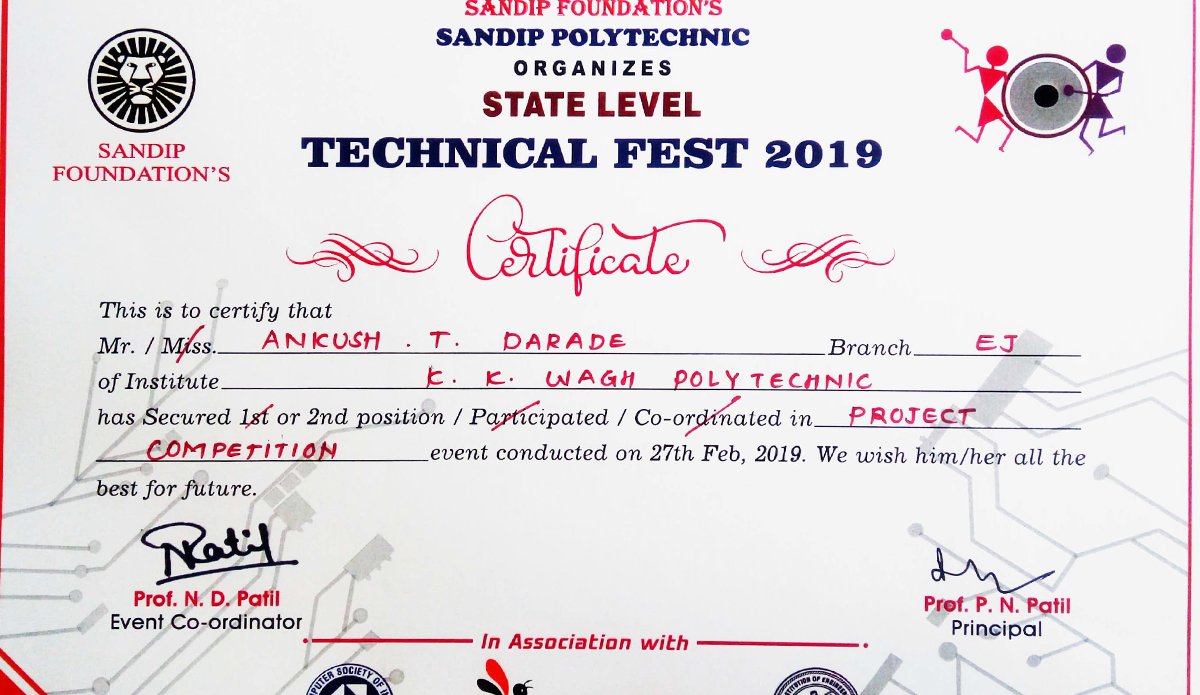 SANDIP FOUNDATION'S
SANDIP POLYTECHNIC
ORGANIZES
STATE LEVEL
TECHNICAL FEST 2019
SANDIP
FOUNDATION'S
Certificate
This is to certify that
Mr. / Miss. ANKUSH . T. DARADE Branch EJ
of Institute K. K. WAGH POLYTECHNIC
has Secured 1st or 2nd position / Participated / Co-ordinated in PROJECT
COMPETITION event conducted on 27th Feb, 2019. We wish him/her all the
best for future.
Prof. N. D. Patil
Event Co-ordinator
Prof. P. N. Patil
Principal
In Association with